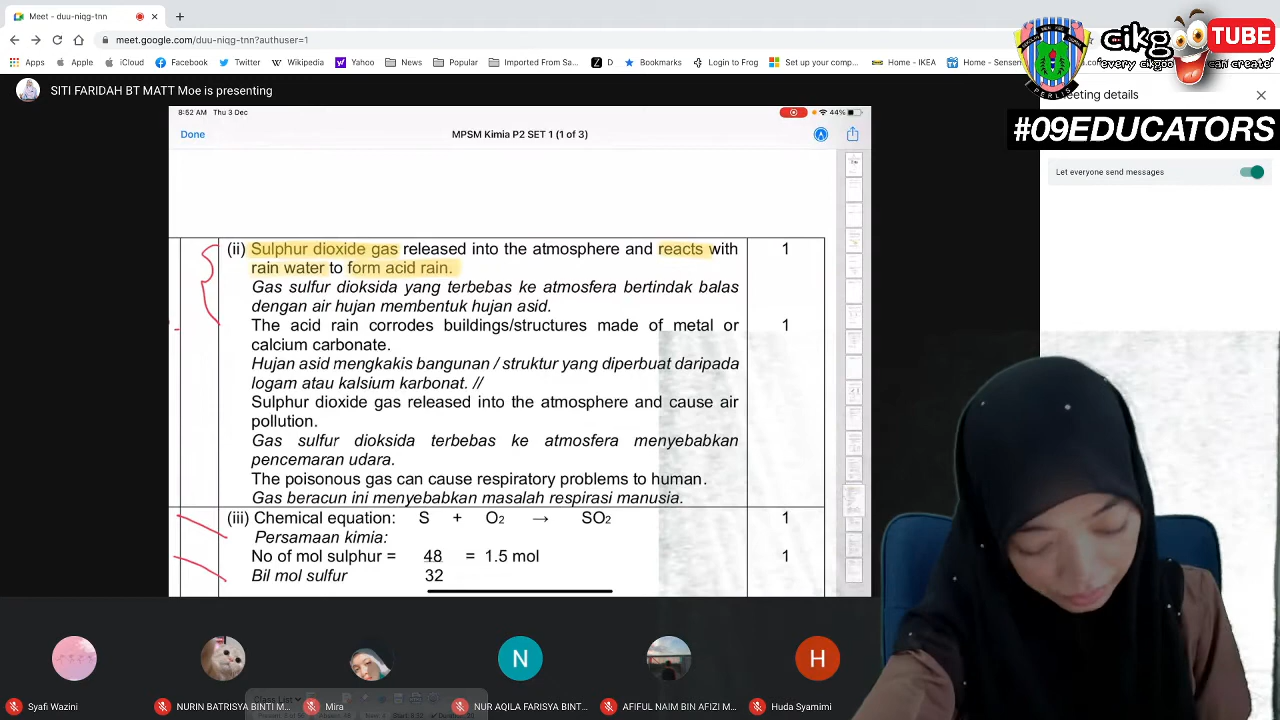 Meet - duu-niqg-tnn
meet.google.com/duu-niqg-tnn?authuser=1
Apps Apple iCloud Facebook Twitter Wikipedia Yahoo News Popular Imported From Sa... Z D Bookmarks Login to Frog Set up your comp... Home - IKEA Home - Sensen
cikgoo TUBE
"every cikgoo can create"
PERLIS
SITI FARIDAH BT MATT Moe is presenting
eeting details
#09EDUCATORS
8:52 AM Thu 3 Dec
44%
Done
MPSM Kimia P2 SET 1 (1 of 3)
Let everyone send messages
(ii) Sulphur dioxide gas released into the atmosphere and reacts with 1
rain water to form acid rain.
Gas sulfur dioksida yang terbebas ke atmosfera bertindak balas
dengan air hujan membentuk hujan asid.
The acid rain corrodes buildings/structures made of metal or 1
calcium carbonate.
Hujan asid mengkakis bangunan / struktur yang diperbuat daripada
logam atau kalsium karbonat. //
Sulphur dioxide gas released into the atmosphere and cause air
pollution.
Gas sulfur dioksida terbebas ke atmosfera menyebabkan
pencemaran udara.
The poisonous gas can cause respiratory problems to human.
Gas beracun ini menyebabkan masalah respirasi manusia.
(iii) Chemical equation: S + O2 → SO2 1
Persamaan kimia:
No of mol sulphur = 48 = 1.5 mol 1
Bil mol sulfur 32
N
H
Syafi Wazini
NURIN BATRISYA BINTI M...
Mira
NUR AQILA FARISYA BINT...
AFIFUL NAIM BIN AFIZI M...
Huda Syamimi
Class List